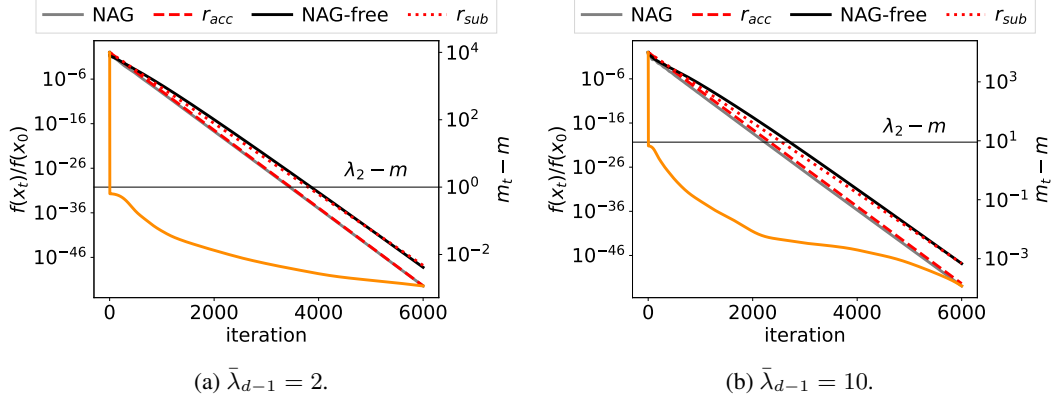 NAG r_acc NAG-free r_sub
NAG r_acc NAG-free r_sub
f(x_t)/f(x_0)
10^−6
10^−16
10^−26
10^−36
10^−46
λ_2 − m
10^4
10^2
10^0
10^−2
m_t − m
0 2000 4000 6000
iteration
f(x_t)/f(x_0)
10^−6
10^−16
10^−26
10^−36
10^−46
λ_2 − m
10^3
10^1
10^−1
10^−3
m_t − m
0 2000 4000 6000
iteration
(a) λ̄_{d−1} = 2.
(b) λ̄_{d−1} = 10.